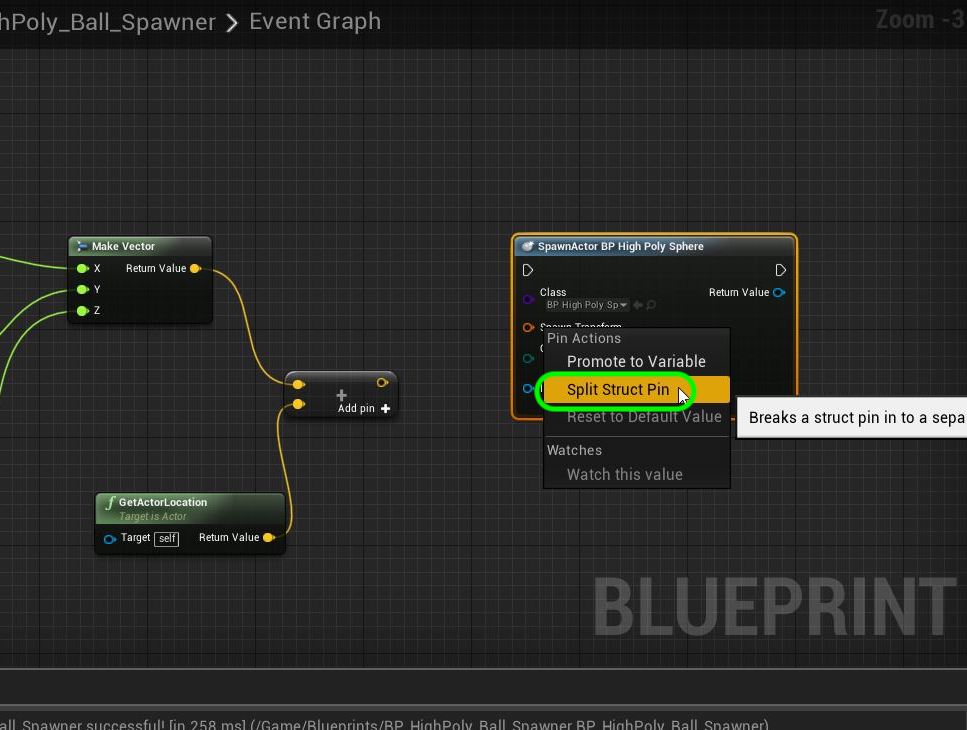 hPoly_Ball_Spawner > Event Graph
Zoom -3
Make Vector
X Return Value
Y
Z
SpawnActor BP High Poly Sphere
Class
BP High Poly Sp
Return Value
Spawn Transform
Pin Actions
Promote to Variable
Split Struct Pin
Reset to Default Value
Watches
Watch this value
Breaks a struct pin in to a sepa
+
Add pin +
f GetActorLocation
Target is Actor
Target self Return Value
BLUEPRINT
all_Spawner successful! [in 258 ms] (/Game/Blueprints/BP_HighPoly_Ball_Spawner.BP_HighPoly_Ball_Spawner)